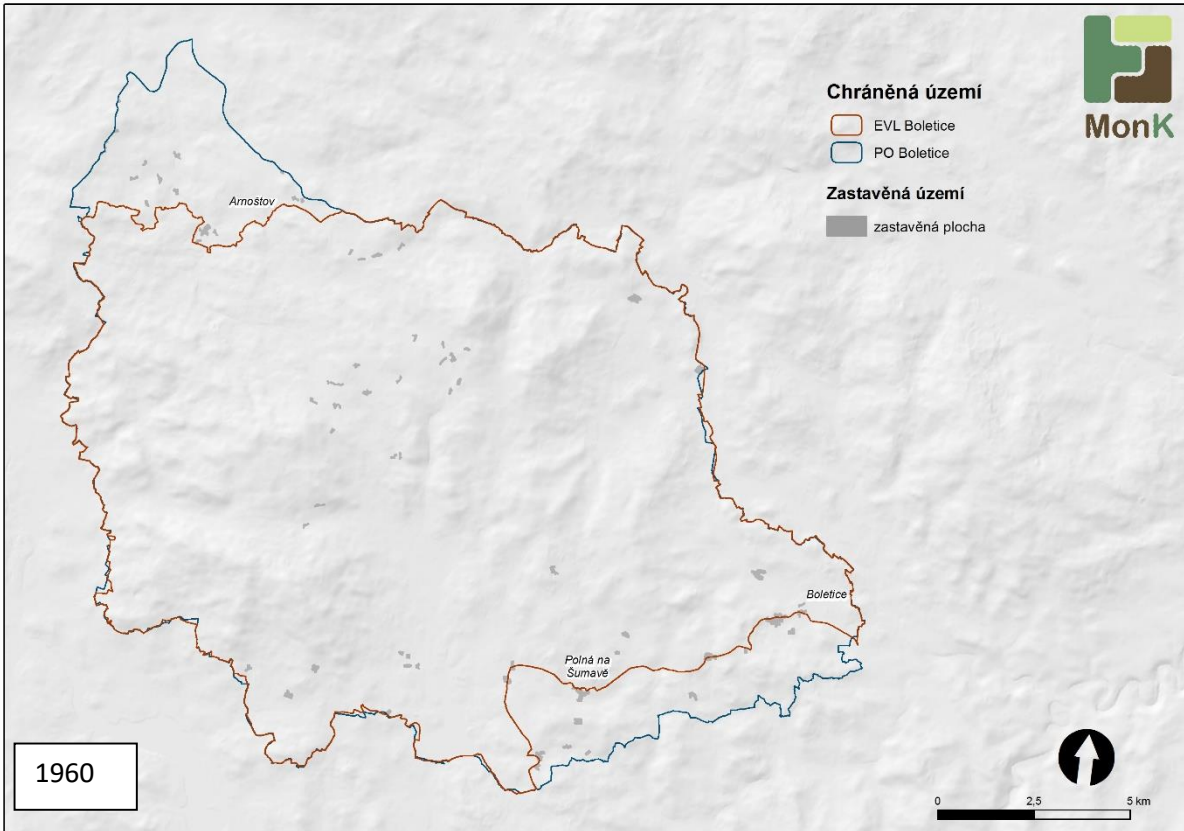 MonK
Chráněná území
EVL Boletice
PO Boletice
Zastavěná území
zastavěná plocha
Arnoštov
Boletice
Polná na
Šumavě
1960
0 2,5 5 km